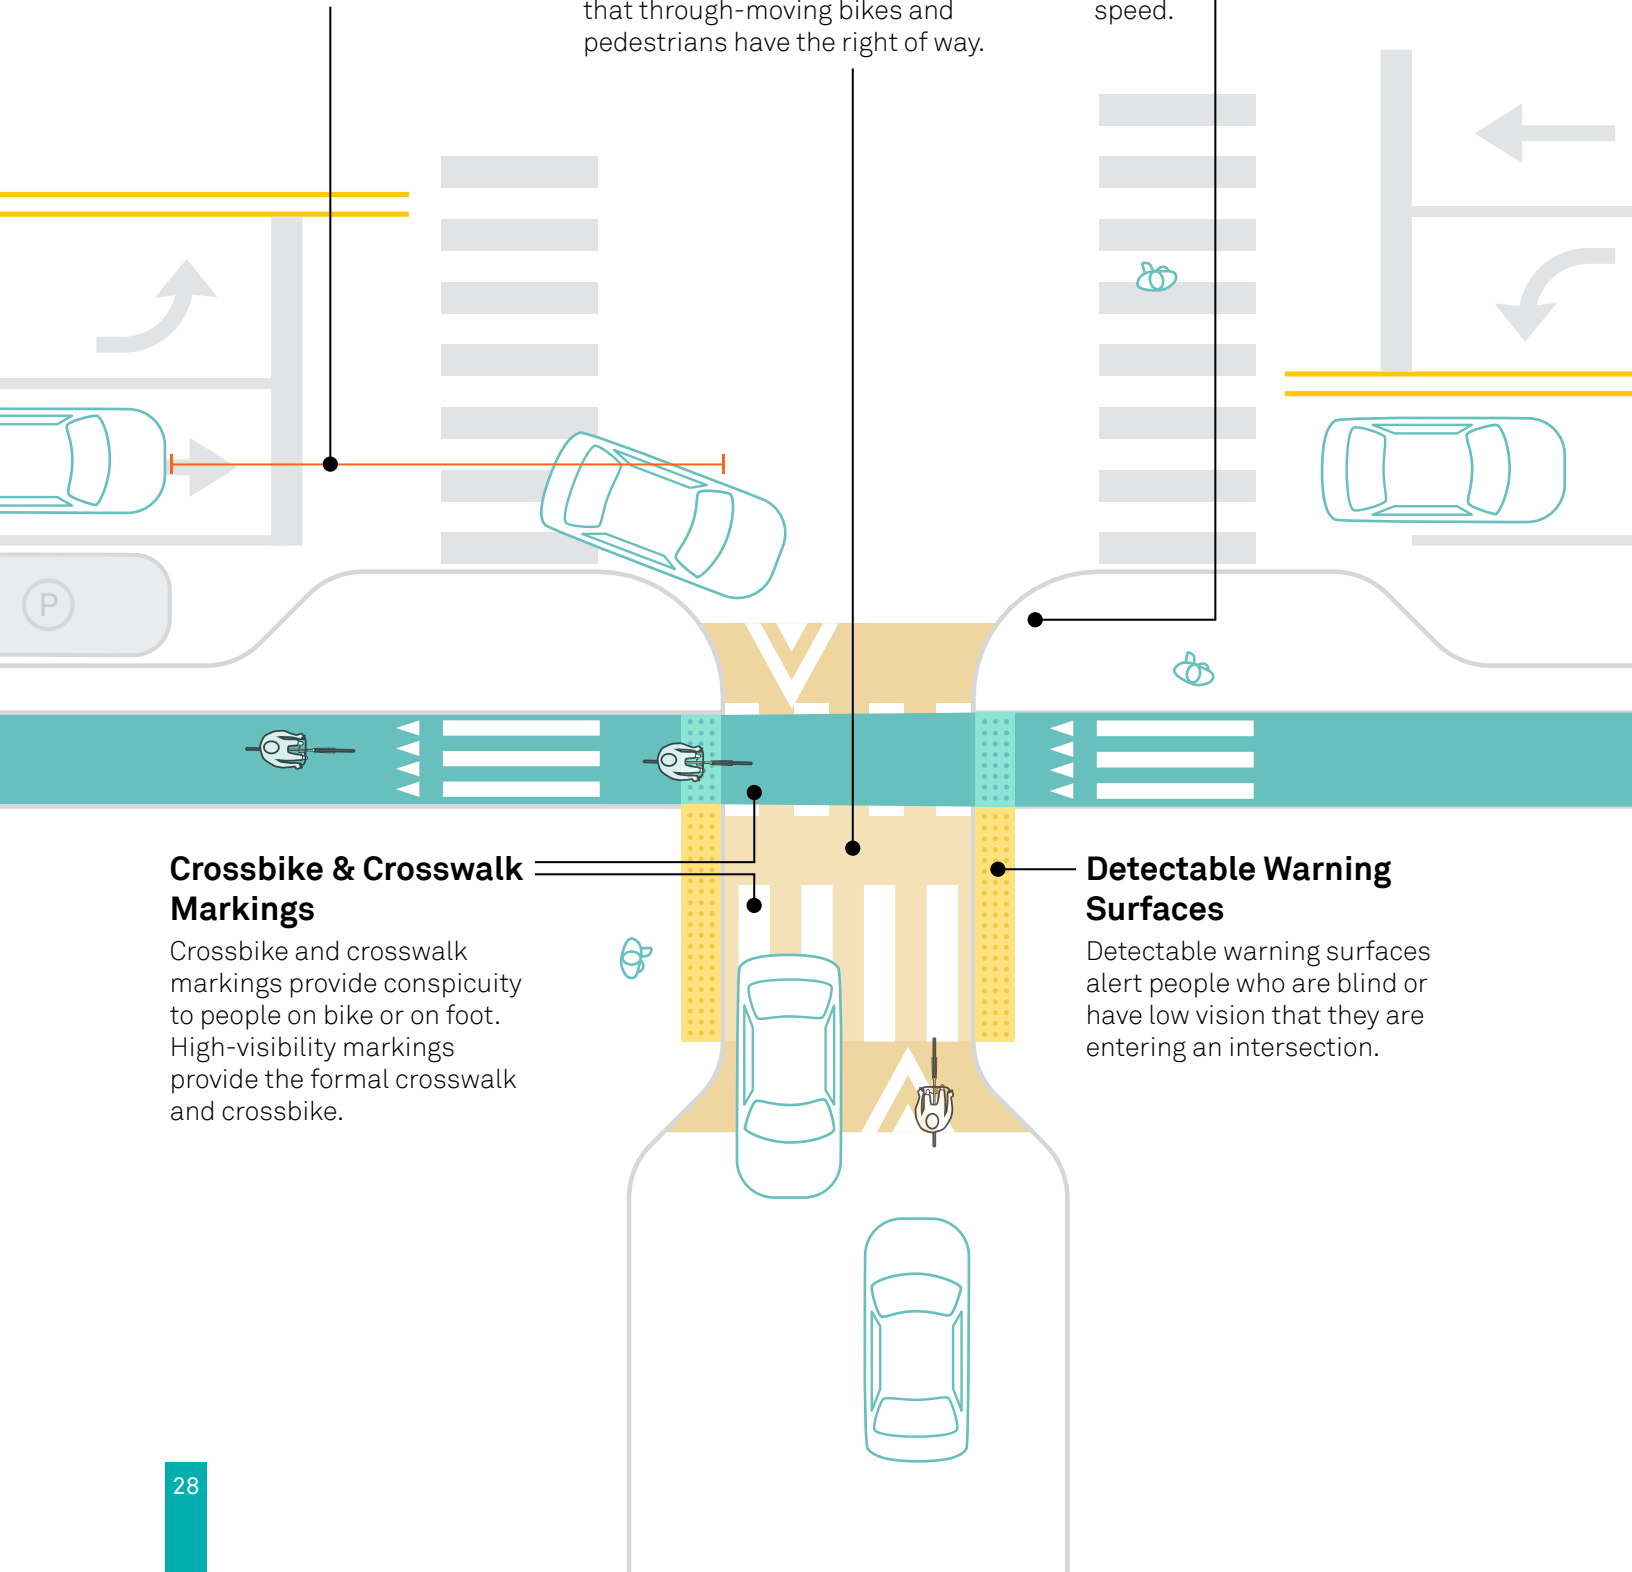 that through-moving bikes and
pedestrians have the right of way.
speed.
P
Crossbike & Crosswalk
Markings
Crossbike and crosswalk
markings provide conspicuity
to people on bike or on foot.
High-visibility markings
provide the formal crosswalk
and crossbike.
Detectable Warning
Surfaces
Detectable warning surfaces
alert people who are blind or
have low vision that they are
entering an intersection.
28